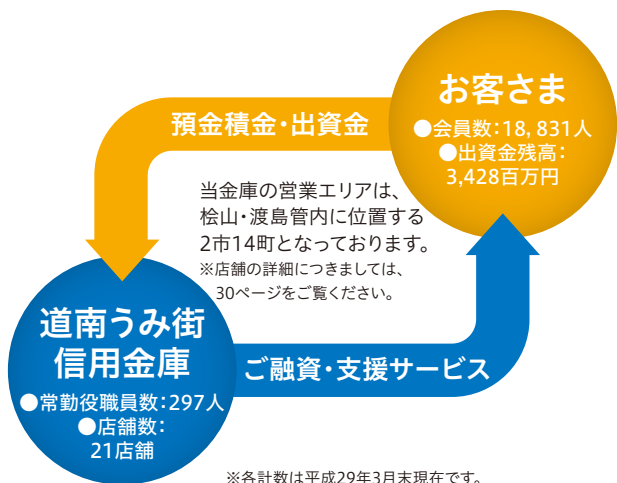 お客さま
●会員数:18,831人
●出資金残高:
3,428百万円
預金積金・出資金
当金庫の営業エリアは、
桧山・渡島管内に位置する
2市14町となっております。
※店舗の詳細につきましては、
30ページをご覧ください。
道南うみ街
信用金庫
●常勤役職員数:297人
●店舗数:
21店舗
ご融資・支援サービス
※各計数は平成29年3月末現在です。